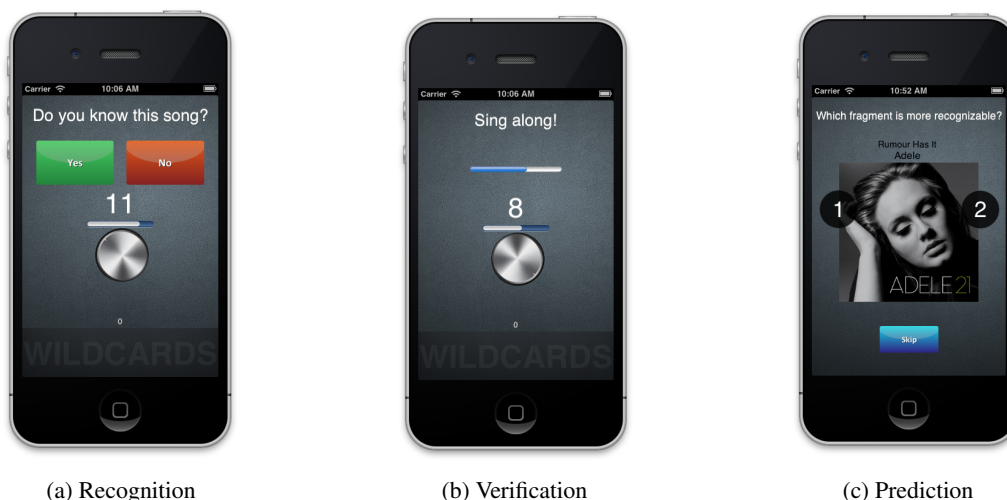 Carrier 10:06 AM
Do you know this song?
Yes No
11
0
WILDCARDS
(a) Recognition
Carrier 10:06 AM
Sing along!
8
0
WILDCARDS
(b) Verification
Carrier 10:52 AM
Which fragment is more recognizable?
Rumour Has It
Adele
1 2
ADELE 21
Skip
(c) Prediction